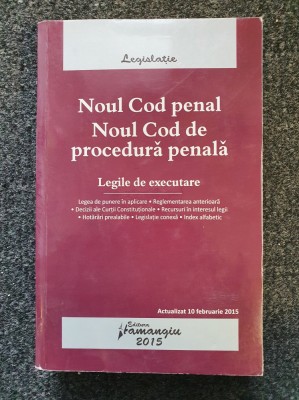 Legislație
Noul Cod penal
Noul Cod de
procedură penală
Legile de executare
Legea de punere în aplicare • Reglementarea anterioară
• Decizii ale Curții Constituționale • Recursuri în interesul legii
• Hotărâri prealabile • Legislație conexă • Index alfabetic
Actualizat 10 februarie 2015
Editura
Hamangiu
2015